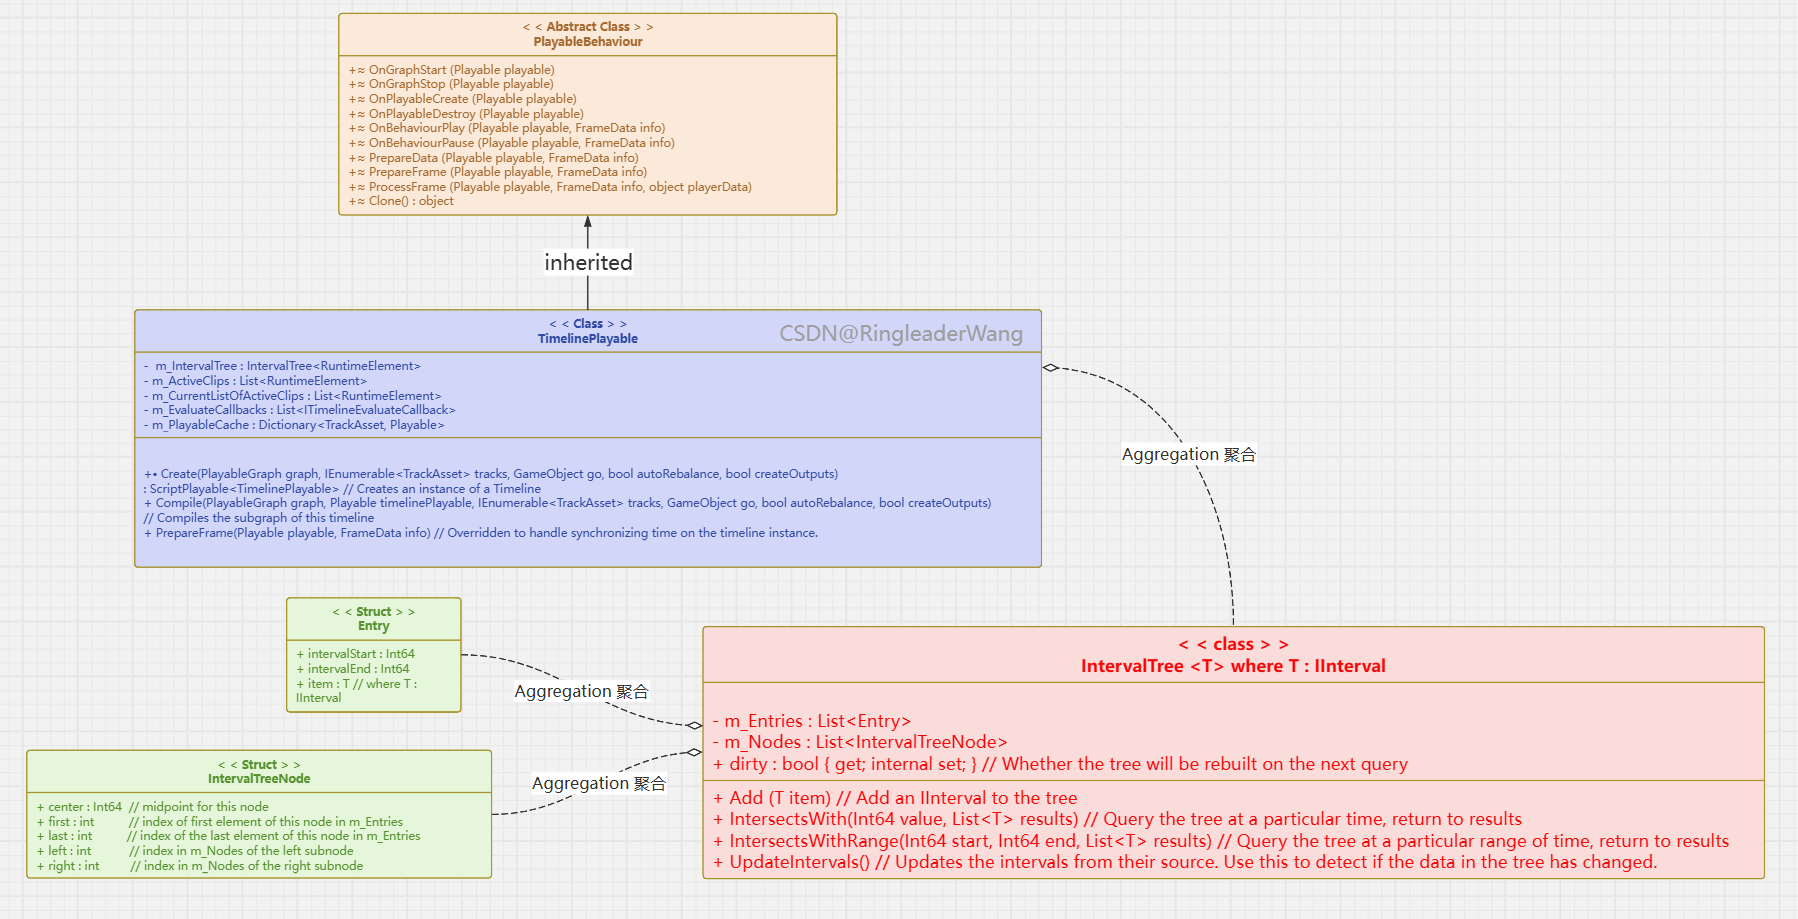 < < Abstract Class > >
PlayableBehaviour
+≈ OnGraphStart (Playable playable)
+≈ OnGraphStop (Playable playable)
+≈ OnPlayableCreate (Playable playable)
+≈ OnPlayableDestroy (Playable playable)
+≈ OnBehaviourPlay (Playable playable, FrameData info)
+≈ OnBehaviourPause (Playable playable, FrameData info)
+≈ PrepareData (Playable playable, FrameData info)
+≈ PrepareFrame (Playable playable, FrameData info)
+≈ ProcessFrame (Playable playable, FrameData info, object playerData)
+≈ Clone() : object
inherited
< < Class > >
TimelinePlayable
CSDN@RingleaderWang
- m_IntervalTree : IntervalTree<RuntimeElement>
- m_ActiveClips : List<RuntimeElement>
- m_CurrentListOfActiveClips : List<RuntimeElement>
- m_EvaluateCallbacks : List<ITimelineEvaluateCallback>
- m_PlayableCache : Dictionary<TrackAsset, Playable>
+• Create(PlayableGraph graph, IEnumerable<TrackAsset> tracks, GameObject go, bool autoRebalance, bool createOutputs)
: ScriptPlayable<TimelinePlayable> // Creates an instance of a Timeline
+ Compile(PlayableGraph graph, Playable timelinePlayable, IEnumerable<TrackAsset> tracks, GameObject go, bool autoRebalance, bool createOutputs)
// Compiles the subgraph of this timeline
+ PrepareFrame(Playable playable, FrameData info) // Overridden to handle synchronizing time on the timeline instance.
Aggregation 聚合
< < Struct > >
Entry
+ intervalStart : Int64
+ intervalEnd : Int64
+ item : T // where T :
IInterval
Aggregation 聚合
< < Struct > >
IntervalTreeNode
+ center : Int64 // midpoint for this node
+ first : int // index of first element of this node in m_Entries
+ last : int // index of the last element of this node in m_Entries
+ left : int // index in m_Nodes of the left subnode
+ right : int // index in m_Nodes of the right subnode
Aggregation 聚合
< < class > >
IntervalTree <T> where T : IInterval
- m_Entries : List<Entry>
- m_Nodes : List<IntervalTreeNode>
+ dirty : bool { get; internal set; } // Whether the tree will be rebuilt on the next query
+ Add (T item) // Add an IInterval to the tree
+ IntersectsWith(Int64 value, List<T> results) // Query the tree at a particular time, return to results
+ IntersectsWithRange(Int64 start, Int64 end, List<T> results) // Query the tree at a particular range of time, return to results
+ UpdateIntervals() // Updates the intervals from their source. Use this to detect if the data in the tree has changed.